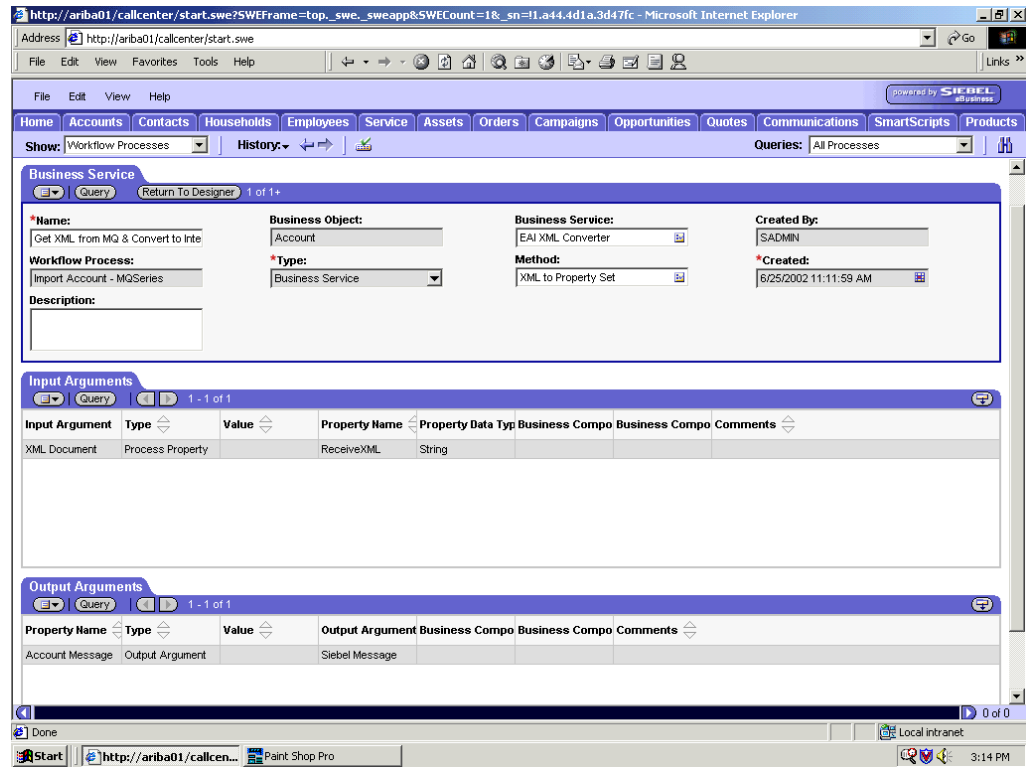 http://ariba01/callcenter/start.swe?SWEFrame=top._swe._sweapp&SWECount=1&_sn=!1.a44.4d1a.3d47fc - Microsoft Internet Explorer
Address http://ariba01/callcenter/start.swe Go
File Edit View Favorites Tools Help Links »
File Edit View Help powered by SIEBEL eBusiness
Home Accounts Contacts Households Employees Service Assets Orders Campaigns Opportunities Quotes Communications SmartScripts Products
Show: Workflow Processes History: Queries: All Processes
Business Service
Query Return To Designer 1 of 1+
*Name: Business Object: Business Service: Created By:
Get XML from MQ & Convert to Inte Account EAI XML Converter SADMIN
Workflow Process: *Type: Method: *Created:
Import Account - MQSeries Business Service XML to Property Set 6/25/2002 11:11:59 AM
Description:
Input Arguments
Query 1 - 1 of 1
Input Argument Type Value Property Name Property Data Typ Business Compo Business Compo Comments
XML Document Process Property ReceiveXML String
Output Arguments
Query 1 - 1 of 1
Property Name Type Value Output Argument Business Compo Business Compo Comments
Account Message Output Argument Siebel Message
0 of 0
Done Local intranet
Start http://ariba01/callcen... Paint Shop Pro 3:14 PM